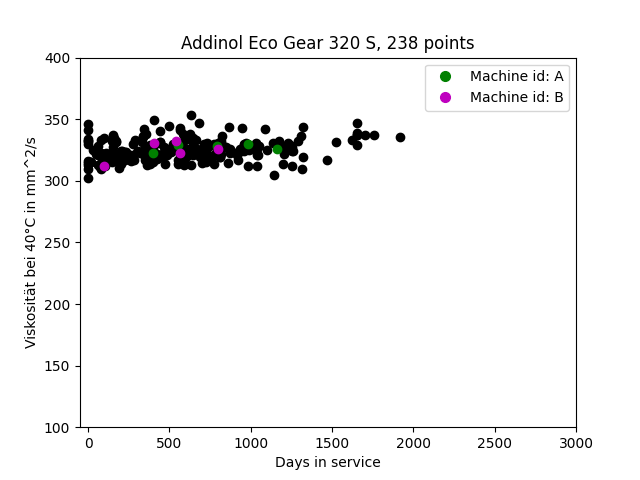 Addinol Eco Gear 320 S, 238 points
Machine id: A
Machine id: B
Viskosität bei 40°C in mm^2/s
400
350
300
250
200
150
100
0 500 1000 1500 2000 2500 3000
Days in service